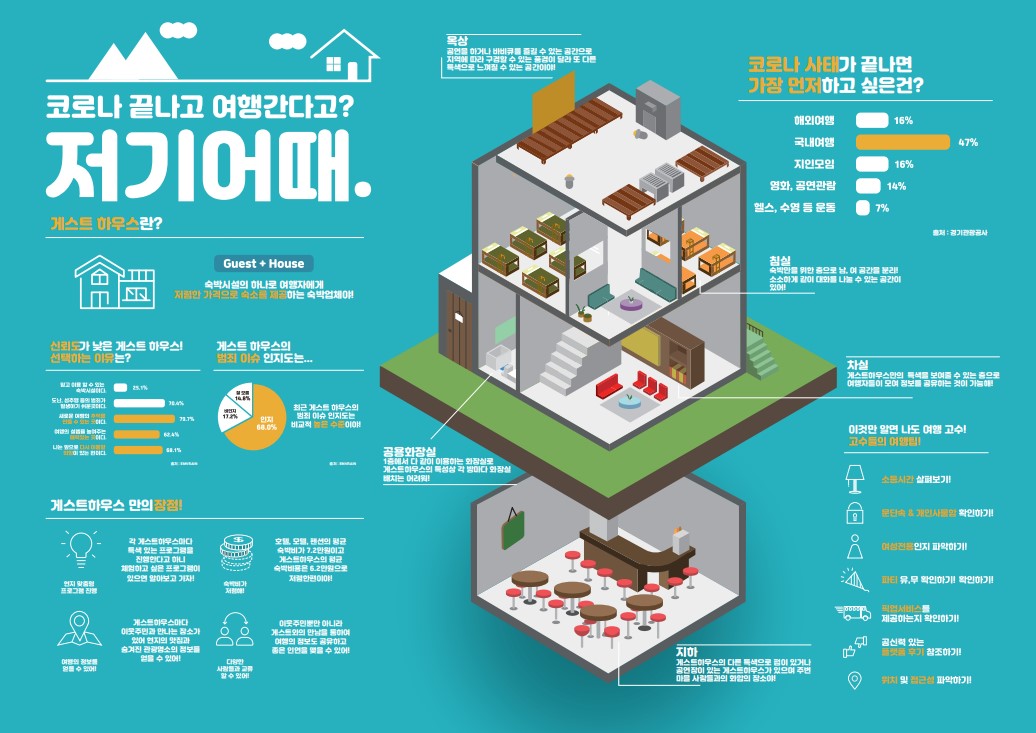 코로나 끝나고 여행간다고?
저기어때.
게스트 하우스란?
Guest + House
숙박시설의 하나로 여행자에게
저렴한 가격으로 숙소를 제공하는 숙박업체야!
신뢰도가 낮은 게스트 하우스!
선택하는 이유는?
믿고 이용 할 수 있는
숙박시설이다.
25.1%
70.4%
78.7%
62.4%
60.1%
게스트 하우스의
범죄 이슈 인지도는...
잘 모름
14.8%
비인지
17.2%
인지
68.0%
최근 게스트 하우스의
범죄 이슈 인지도는
비교적 높은 수준이야!
게스트하우스 만의 장점!
각 게스트하우스마다
특색 있는 프로그램을
진행한다고 하니
체험하고 싶은 프로그램이
있으면 알아보고 가자!
현지 맞춤형
프로그램 진행
호텔, 모텔, 펜션의 평균
숙박비가 7.2만원이고
게스트하우스의 평균
숙박비용은 6.2만원으로
저렴한편이야!
숙박비가
저렴해!
게스트하우스마다
이웃주민과 만나는 장소가
있어 현지의 맛집과
숨겨진 관광명소의 정보를
얻을 수 있어!
여행의 정보를
얻을 수 있어!
이웃주민뿐만 아니라
게스트와의 만남을 통하여
여행의 정보도 공유하고
좋은 인연을 맺을 수 있어!
다양한
사람들과 교류
할 수 있어!
옥상
공연을 하거나 바비큐를 즐길 수 있는 공간으로
지역에 따라 구경할 수 있는 풍경이 달라 또 다른
특색으로 느껴질 수 있는 공간이야!
코로나 사태가 끝나면
가장 먼저하고 싶은건?
해외여행 16%
국내여행 47%
지인모임 16%
영화, 공연관람 14%
헬스, 수영 등 운동 7%
출처 : 경기관광공사
침실
숙박만을 위한 층으로 남, 여 공간을 분리!
소소하게 같이 대화를 나눌 수 있는 공간이
있어!
차실
게스트하우스만의 특색을 보여줄 수 있는 층으로
여행자들이 모여 정보를 공유하는 것이 가능해!
공용화장실
1층에서 다 같이 이용하는 화장실로
게스트하우스의 특성상 각 방마다 화장실
배치는 어려워!
지하
게스트하우스의 다른 특색으로 펍이 있거나
공연장이 있는 게스트하우스가 있으며 주변
마을 사람들과의 화합의 장소야!
이것만 알면 나도 여행 고수!
고수들의 여행팁!
소등시간 살펴보기!
문단속 & 개인사물함 확인하기!
여성전용인지 파악하기!
파티 유,무 확인하기! 확인하기!
픽업서비스를
제공하는지 확인하기!
공신력 있는
플랫폼 후기 참조하기!
위치 및 접근성 파악하기!